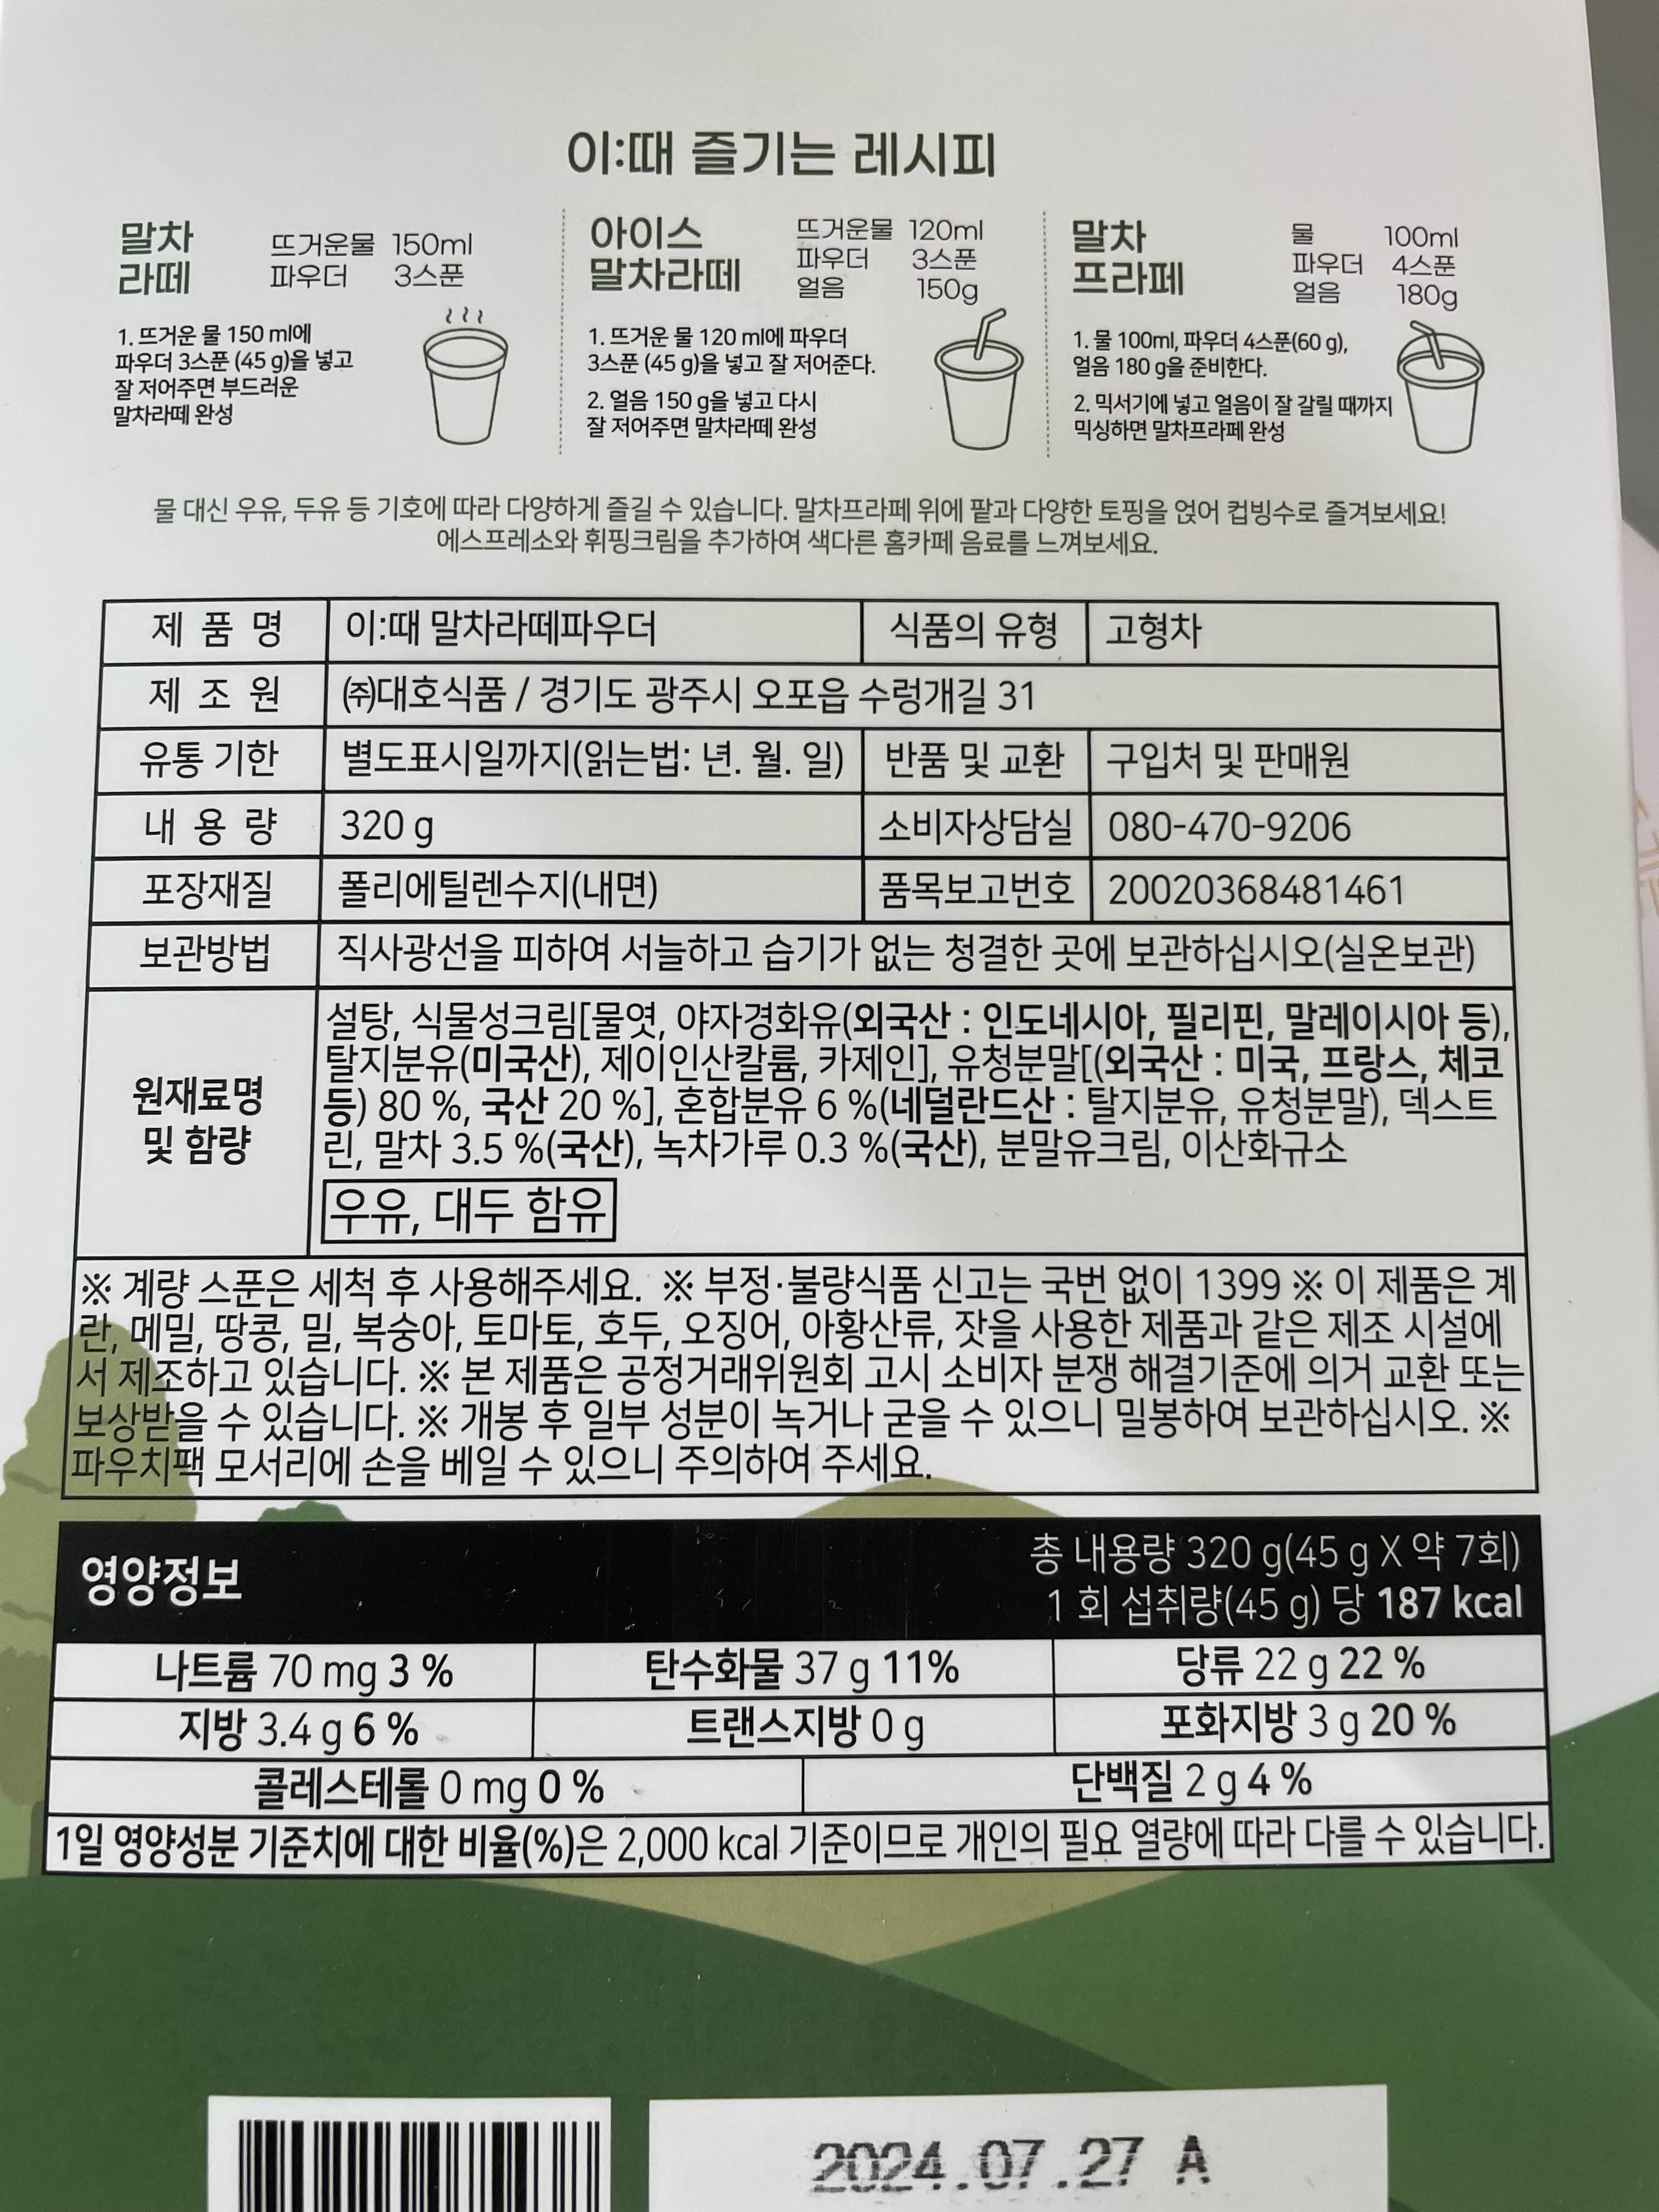 이:때 즐기는 레시피
말차
라떼
뜨거운물 150ml
파우더 3스푼
1. 뜨거운 물 150 ml에
파우더 3스푼 (45 g)을 넣고
잘 저어주면 부드러운
말차라떼 완성
아이스
말차라떼
뜨거운물 120ml
파우더 3스푼
얼음 150g
1. 뜨거운 물 120 ml에 파우더
3스푼 (45 g)을 넣고 잘 저어준다.
2. 얼음 150 g을 넣고 다시
잘 저어주면 말차라떼 완성
말차
프라페
물 100ml
파우더 4스푼
얼음 180g
1. 물 100ml, 파우더 4스푼(60 g),
얼음 180 g을 준비한다.
2. 믹서기에 넣고 얼음이 잘 갈릴 때까지
믹싱하면 말차프라페 완성
물 대신 우유, 두유 등 기호에 따라 다양하게 즐길 수 있습니다. 말차프라페 위에 팥과 다양한 토핑을 얹어 컵빙수로 즐겨보세요!
에스프레소와 휘핑크림을 추가하여 색다른 홈카페 음료를 느껴보세요.
제 품 명 이:때 말차라떼파우더 식품의 유형 고형차
제 조 원 ㈜대호식품 / 경기도 광주시 오포읍 수렁개길 31
유통 기한 별도표시일까지(읽는법: 년. 월. 일) 반품 및 교환 구입처 및 판매원
내 용 량 320 g 소비자상담실 080-470-9206
포장재질 폴리에틸렌수지(내면) 품목보고번호 20020368481461
보관방법 직사광선을 피하여 서늘하고 습기가 없는 청결한 곳에 보관하십시오(실온보관)
원재료명
및 함량
설탕, 식물성크림[물엿, 야자경화유(외국산 : 인도네시아, 필리핀, 말레이시아 등),
탈지분유(미국산), 제이인산칼륨, 카제인], 유청분말[(외국산 : 미국, 프랑스, 체코
등) 80 %, 국산 20 %], 혼합분유 6 %(네덜란드산 : 탈지분유, 유청분말), 덱스트
린, 말차 3.5 %(국산), 녹차가루 0.3 %(국산), 분말유크림, 이산화규소
우유, 대두 함유
※ 계량 스푼은 세척 후 사용해주세요. ※ 부정·불량식품 신고는 국번 없이 1399 ※ 이 제품은 계
란, 메밀, 땅콩, 밀, 복숭아, 토마토, 호두, 오징어, 아황산류, 잣을 사용한 제품과 같은 제조 시설에
서 제조하고 있습니다. ※ 본 제품은 공정거래위원회 고시 소비자 분쟁 해결기준에 의거 교환 또는
보상받을 수 있습니다. ※ 개봉 후 일부 성분이 녹거나 굳을 수 있으니 밀봉하여 보관하십시오. ※
파우치팩 모서리에 손을 베일 수 있으니 주의하여 주세요.
영양정보
총 내용량 320 g(45 g X 약 7회)
1 회 섭취량(45 g) 당 187 kcal
나트륨 70 mg 3 % 탄수화물 37 g 11% 당류 22 g 22 %
지방 3.4 g 6 % 트랜스지방 0 g 포화지방 3 g 20 %
콜레스테롤 0 mg 0 % 단백질 2 g 4 %
1일 영양성분 기준치에 대한 비율(%)은 2,000 kcal 기준이므로 개인의 필요 열량에 따라 다를 수 있습니다.
2024.07.27 A